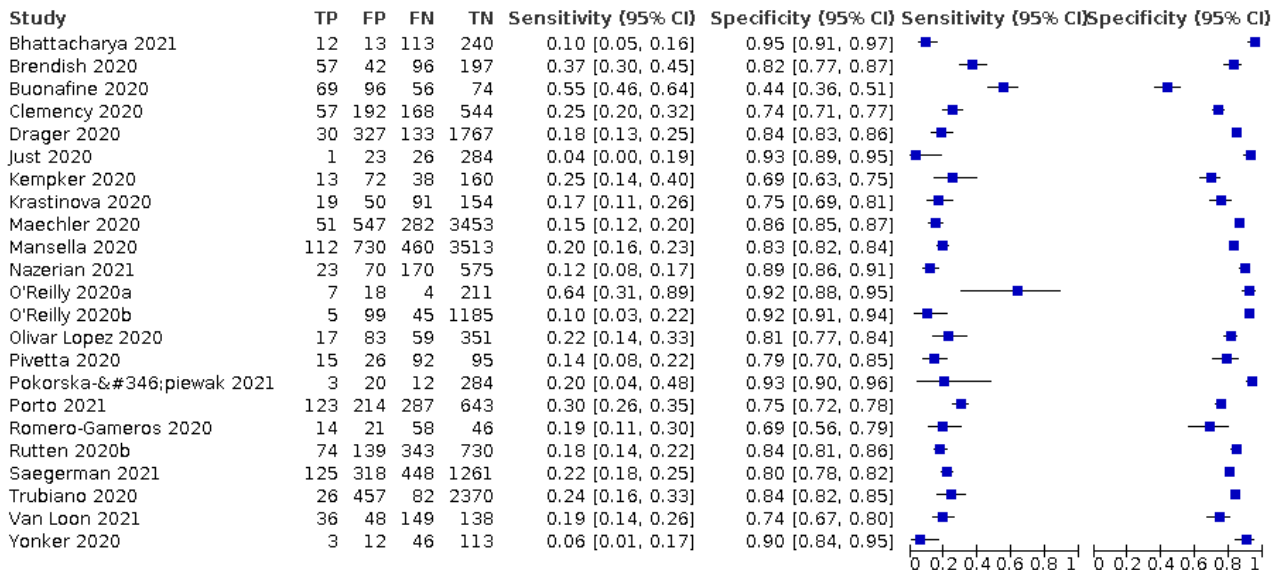 Study TP FP FN TN Sensitivity (95% CI) Specificity (95% CI) Sensitivity (95% CI) Specificity (95% CI)
Bhattacharya 2021 12 13 113 240 0.10 [0.05, 0.16] 0.95 [0.91, 0.97]
Brendish 2020 57 42 96 197 0.37 [0.30, 0.45] 0.82 [0.77, 0.87]
Buonafine 2020 69 96 56 74 0.55 [0.46, 0.64] 0.44 [0.36, 0.51]
Clemency 2020 57 192 168 544 0.25 [0.20, 0.32] 0.74 [0.71, 0.77]
Drager 2020 30 327 133 1767 0.18 [0.13, 0.25] 0.84 [0.83, 0.86]
Just 2020 1 23 26 284 0.04 [0.00, 0.19] 0.93 [0.89, 0.95]
Kempker 2020 13 72 38 160 0.25 [0.14, 0.40] 0.69 [0.63, 0.75]
Krastinova 2020 19 50 91 154 0.17 [0.11, 0.26] 0.75 [0.69, 0.81]
Maechler 2020 51 547 282 3453 0.15 [0.12, 0.20] 0.86 [0.85, 0.87]
Mansella 2020 112 730 460 3513 0.20 [0.16, 0.23] 0.83 [0.82, 0.84]
Nazerian 2021 23 70 170 575 0.12 [0.08, 0.17] 0.89 [0.86, 0.91]
O'Reilly 2020a 7 18 4 211 0.64 [0.31, 0.89] 0.92 [0.88, 0.95]
O'Reilly 2020b 5 99 45 1185 0.10 [0.03, 0.22] 0.92 [0.91, 0.94]
Olivar Lopez 2020 17 83 59 351 0.22 [0.14, 0.33] 0.81 [0.77, 0.84]
Pivetta 2020 15 26 92 95 0.14 [0.08, 0.22] 0.79 [0.70, 0.85]
Pokorska-&#346;piewak 2021 3 20 12 284 0.20 [0.04, 0.48] 0.93 [0.90, 0.96]
Porto 2021 123 214 287 643 0.30 [0.26, 0.35] 0.75 [0.72, 0.78]
Romero-Gameros 2020 14 21 58 46 0.19 [0.11, 0.30] 0.69 [0.56, 0.79]
Rutten 2020b 74 139 343 730 0.18 [0.14, 0.22] 0.84 [0.81, 0.86]
Saegerman 2021 125 318 448 1261 0.22 [0.18, 0.25] 0.80 [0.78, 0.82]
Trubiano 2020 26 457 82 2370 0.24 [0.16, 0.33] 0.84 [0.82, 0.85]
Van Loon 2021 36 48 149 138 0.19 [0.14, 0.26] 0.74 [0.67, 0.80]
Yonker 2020 3 12 46 113 0.06 [0.01, 0.17] 0.90 [0.84, 0.95]
0 0.2 0.4 0.6 0.8 1 0 0.2 0.4 0.6 0.8 1